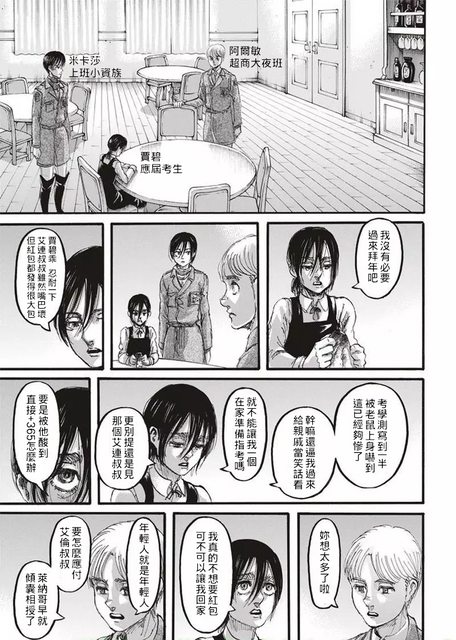 阿爾敏
超商大夜班
米卡莎
上班小資族
賈碧
應屆考生
我沒有必要
過來拜年吧
賈碧乖 忍耐一下
艾連叔叔雖然嘴巴壞
但紅包都發得很大包
考學測寫到一半
被老鼠上身嚇到
這已經夠慘了
幹嘛還逼我過來
給親戚當笑話看
就不能讓我一個
在家準備指考嗎
更別提還是見
那個艾連叔叔
要是被他酸到
直接+365怎麼辦
妳想太多了啦
我真的不想要紅包
可不可以讓我回家
年輕人就是年輕人
要怎麼應付
艾倫叔叔
萊納哥早就
傾囊相授了